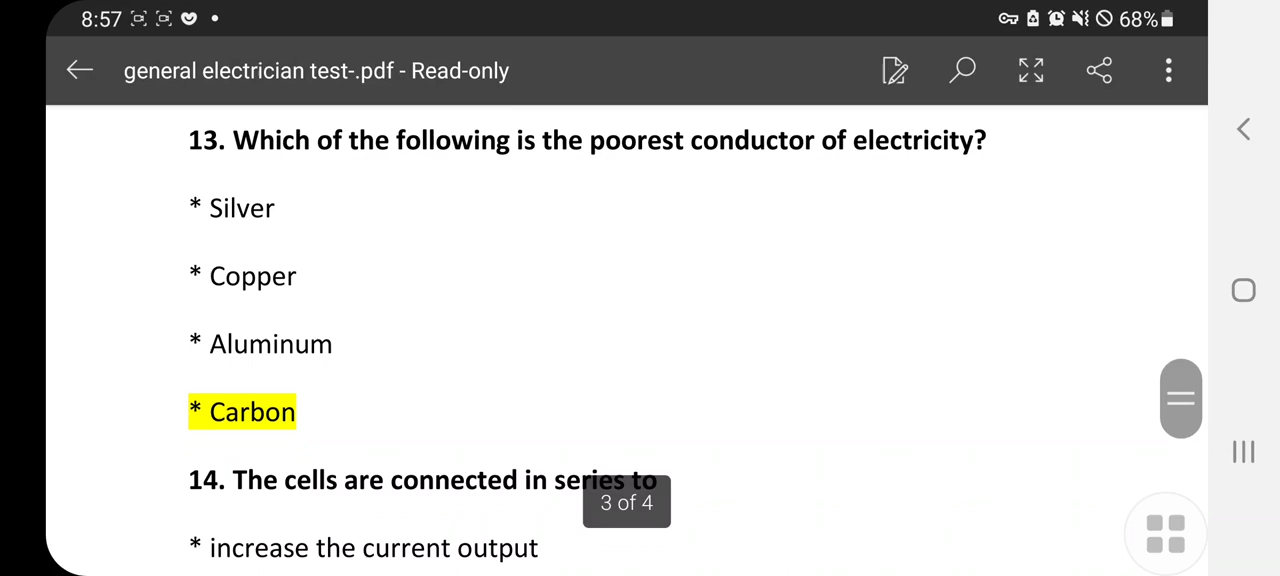 8:57
68%
general electrician test-.pdf - Read-only
13. Which of the following is the poorest conductor of electricity?
* Silver
* Copper
* Aluminum
* Carbon
14. The cells are connected in series to
3 of 4
* increase the current output